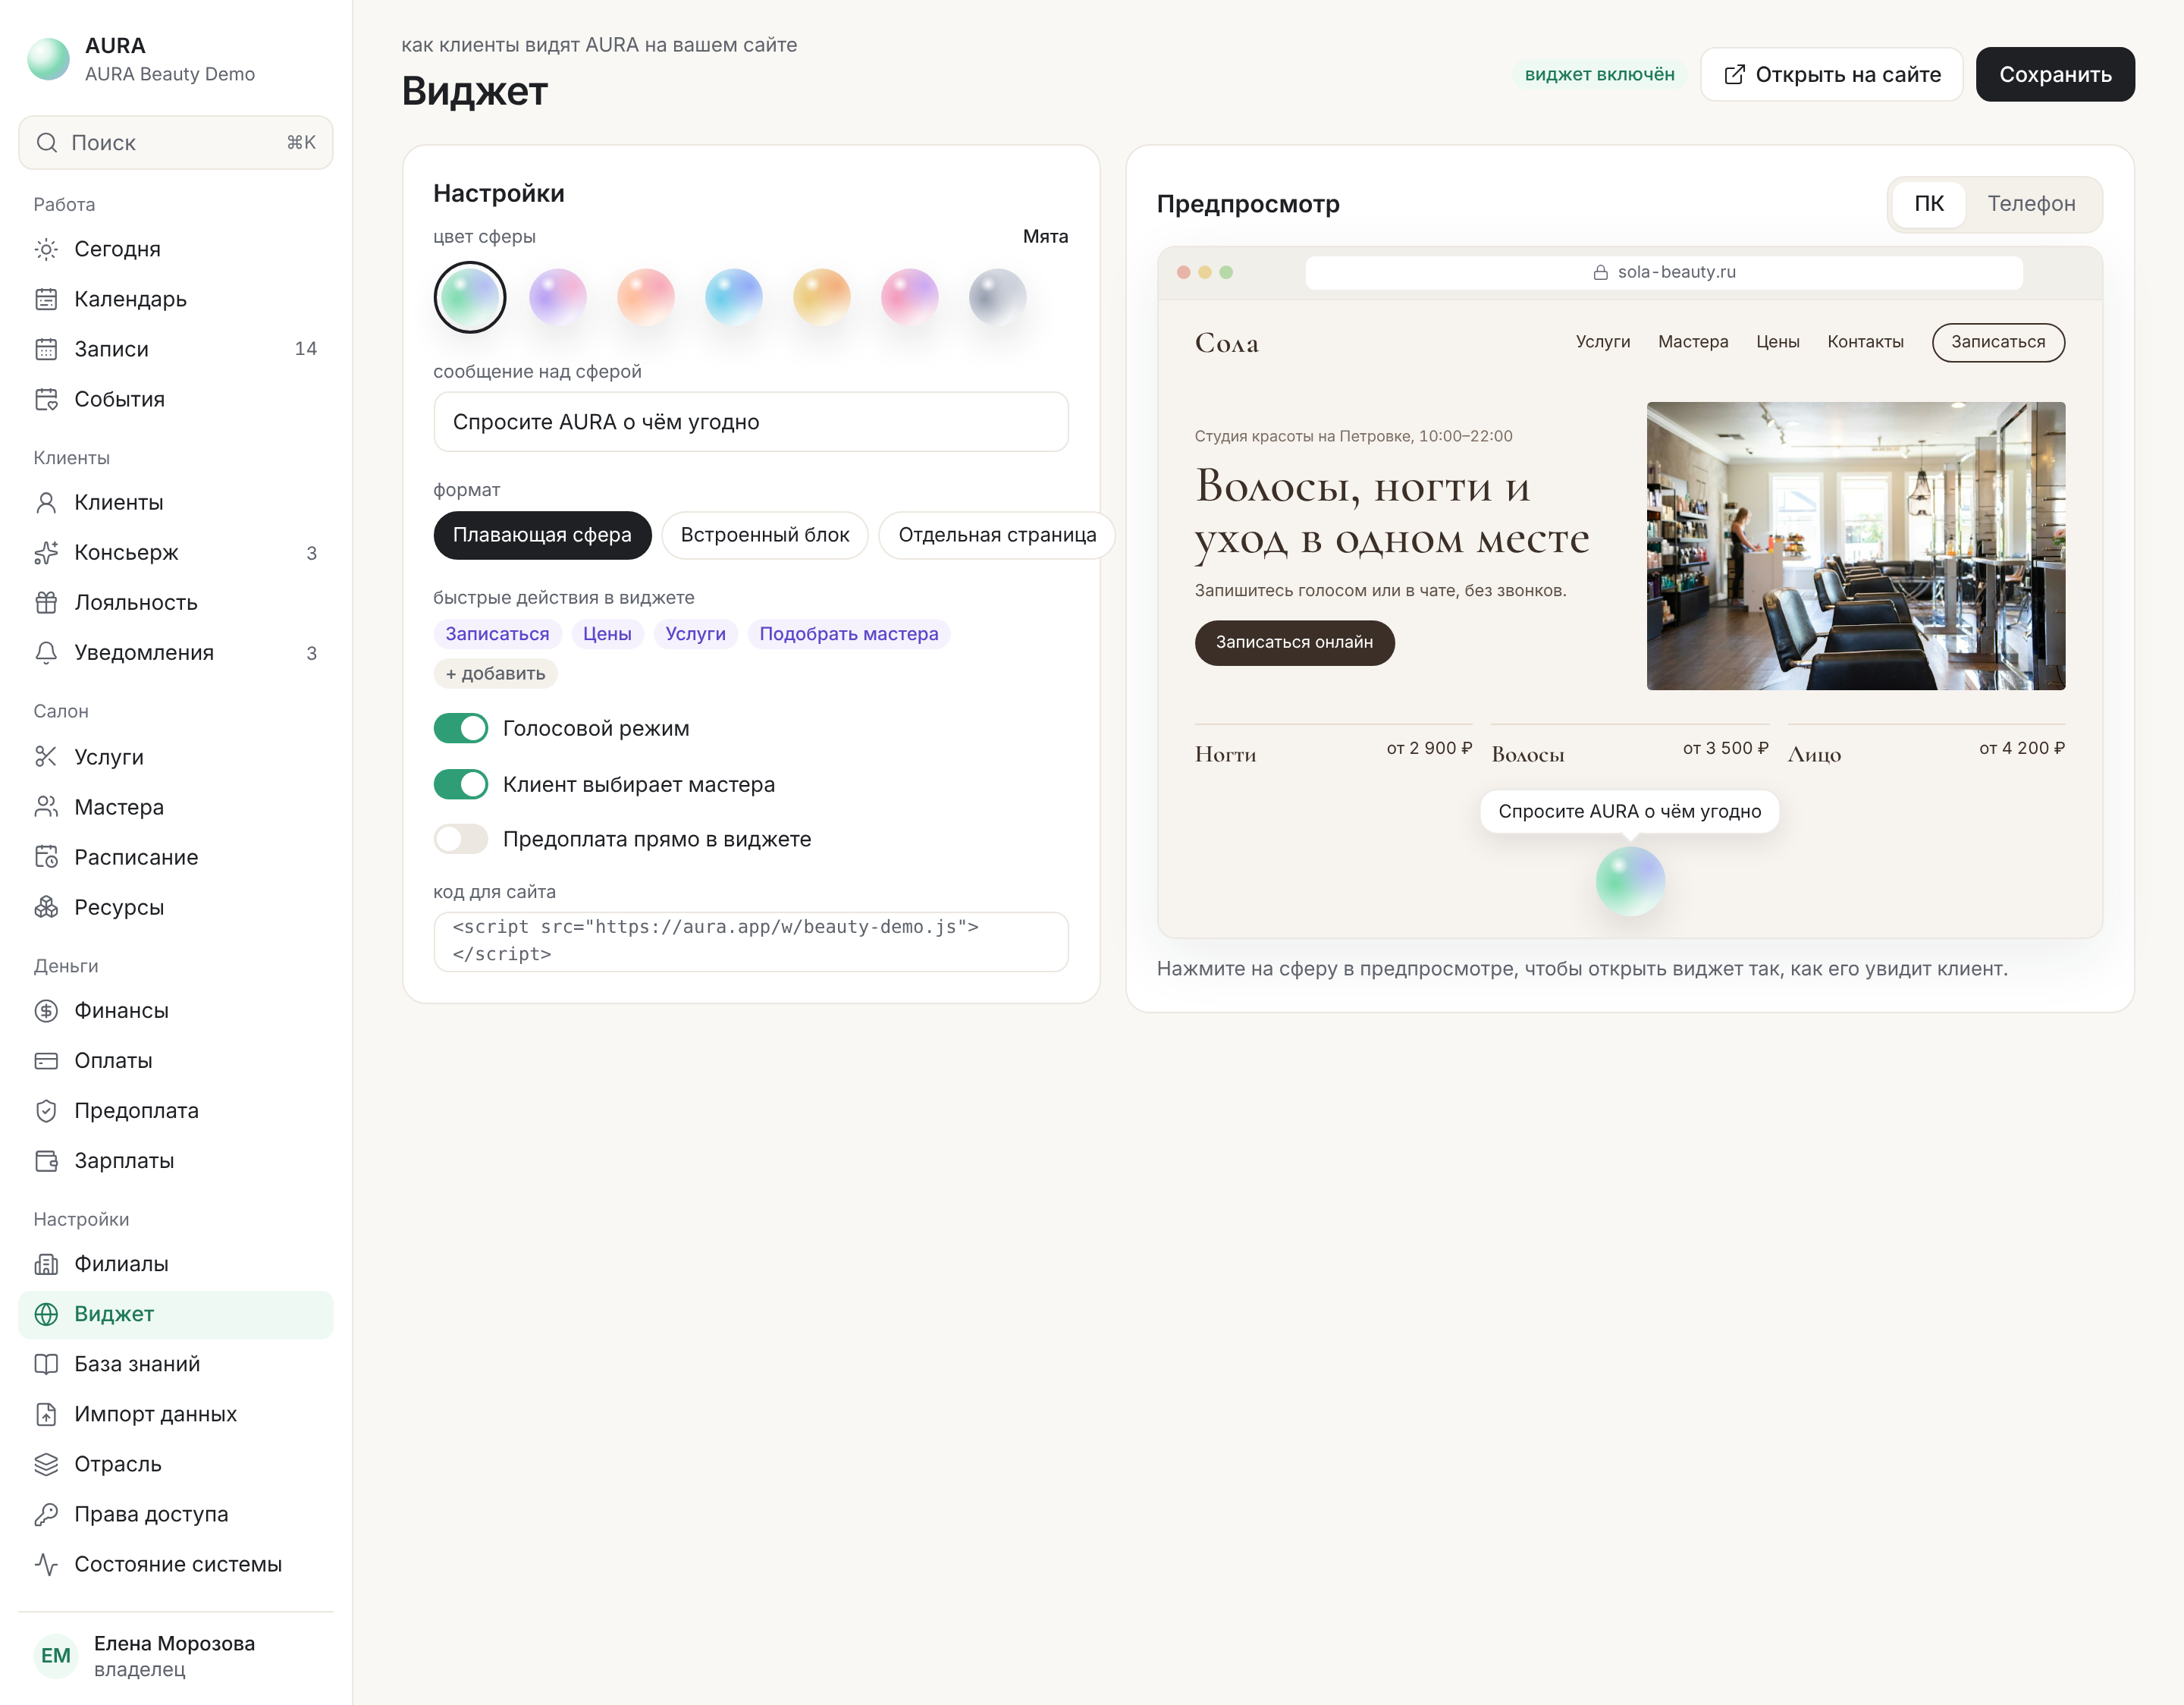 AURA
AURA Beauty Demo
Поиск ⌘K
Работа
Сегодня
Календарь
Записи 14
События
Клиенты
Клиенты
Консьерж 3
Лояльность
Уведомления 3
Салон
Услуги
Мастера
Расписание
Ресурсы
Деньги
Финансы
Оплаты
Предоплата
Зарплаты
Настройки
Филиалы
Виджет
База знаний
Импорт данных
Отрасль
Права доступа
Состояние системы
ЕМ
Елена Морозова
владелец
как клиенты видят AURA на вашем сайте
Виджет
виджет включён
Открыть на сайте
Сохранить
Настройки
цвет сферы Мята
сообщение над сферой
Спросите AURA о чём угодно
формат
Плавающая сфера Встроенный блок Отдельная страница
быстрые действия в виджете
Записаться Цены Услуги Подобрать мастера
+ добавить
Голосовой режим
Клиент выбирает мастера
Предоплата прямо в виджете
код для сайта
<script src="https://aura.app/w/beauty-demo.js">
</script>
Предпросмотр ПК Телефон
sola-beauty.ru
Сола Услуги Мастера Цены Контакты Записаться
Студия красоты на Петровке, 10:00–22:00
Волосы, ногти и
уход в одном месте
Запишитесь голосом или в чате, без звонков.
Записаться онлайн
Ногти от 2 900 ₽ Волосы от 3 500 ₽ Лицо от 4 200 ₽
Спросите AURA о чём угодно
Нажмите на сферу в предпросмотре, чтобы открыть виджет так, как его увидит клиент.